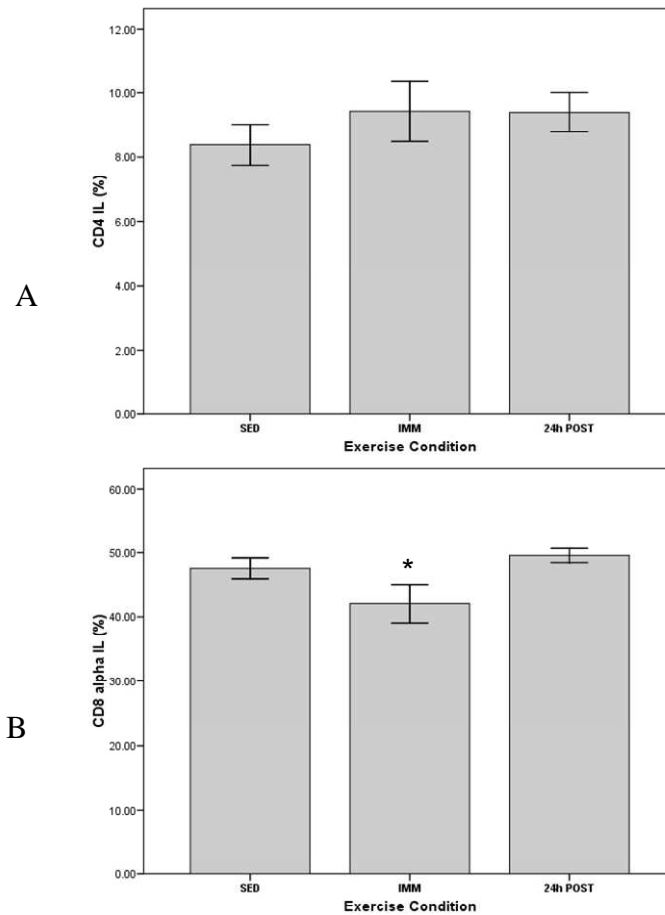 A
CD4 IL (%)
12.00
10.00
8.00
6.00
4.00
2.00
0.00
SED IMM 24h POST
Exercise Condition
B
CD8 alpha IL (%)
60.00
50.00
40.00
30.00
20.00
10.00
0.00
*
SED IMM 24h POST
Exercise Condition